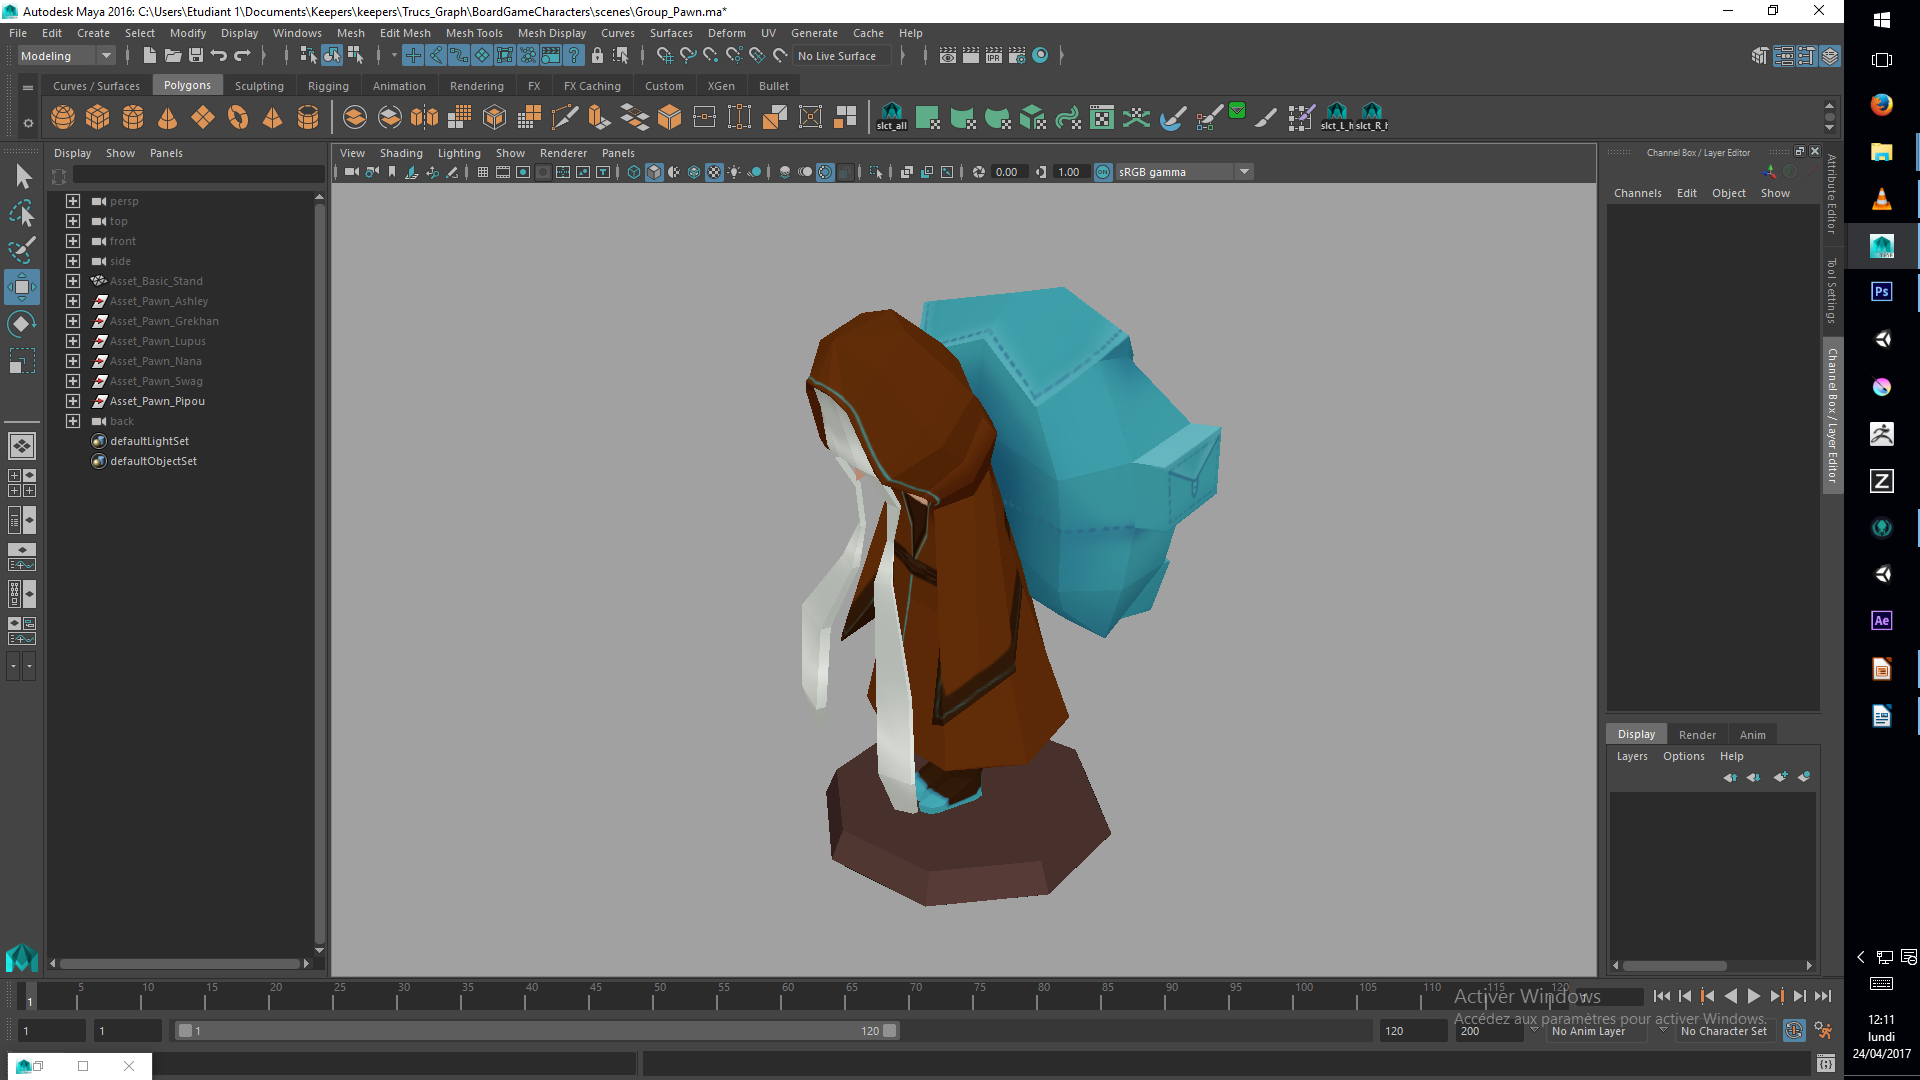 Autodesk Maya 2016: C:\Users\Etudiant 1\Documents\Keepers\keepers\Trucs_Graph\BoardGameCharacters\scenes\Group_Pawn.ma*
File Edit Create Select Modify Display Windows Mesh Edit Mesh Mesh Tools Mesh Display Curves Surfaces Deform UV Generate Cache Help
Modeling No Live Surface IPR
Curves / Surfaces Polygons Sculpting Rigging Animation Rendering FX FX Caching Custom XGen Bullet
slct_all slct_L_h slct_R_h
Display Show Panels
View Shading Lighting Show Renderer Panels
0.00 1.00 ON sRGB gamma
persp
top
front
side
Asset_Basic_Stand
Asset_Pawn_Ashley
Asset_Pawn_Grekhan
Asset_Pawn_Lupus
Asset_Pawn_Nana
Asset_Pawn_Swag
Asset_Pawn_Pipou
back
defaultLightSet
defaultObjectSet
Channel Box / Layer Editor
Channels Edit Object Show
Attribute Editor
Tool Settings
Channel Box / Layer Editor
Display Render Anim
Layers Options Help
Ps
Z
Ae
1 5 10 15 20 25 30 35 40 45 50 55 60 65 70 75 80 85 90 95 100 105 110 115 120
Activer Windows
Accédez aux paramètres pour activer Windows.
1 1 1 120 120 200 No Anim Layer No Character Set
12:11
lundi
24/04/2017